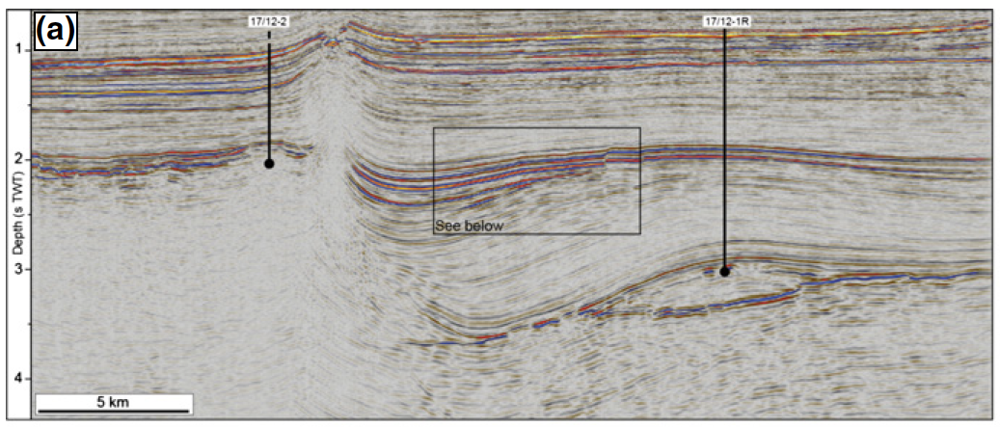 (a)
17/12-2
17/12-1R
1
2
3
4
Depth (s TWT)
See below
5 km